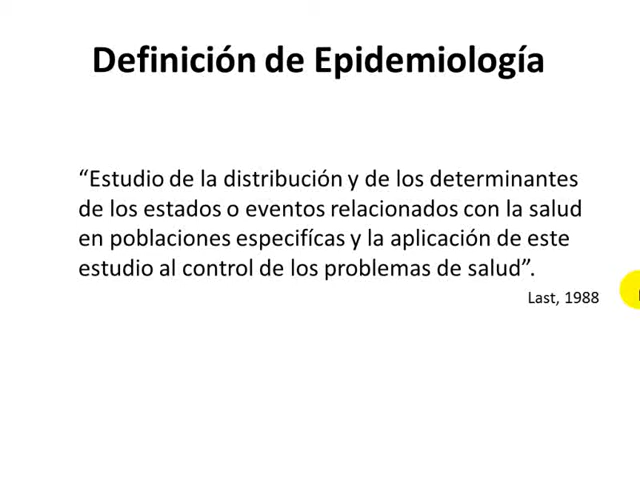 Definición de Epidemiología
“Estudio de la distribución y de los determinantes
de los estados o eventos relacionados con la salud
en poblaciones especifícas y la aplicación de este
estudio al control de los problemas de salud”.
Last, 1988